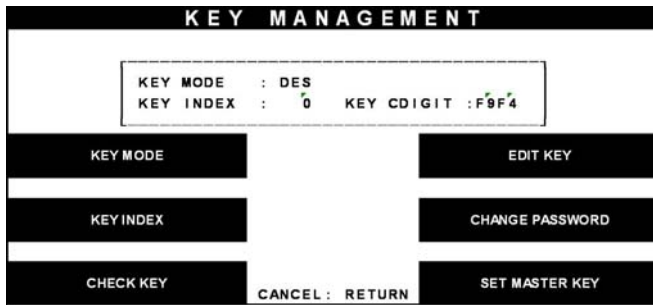 KEY MANAGEMENT
KEY MODE : DES
KEY INDEX : 0 KEY CDIGIT :F9F4
KEY MODE EDIT KEY
KEY INDEX CHANGE PASSWORD
CHECK KEY SET MASTER KEY
CANCEL: RETURN